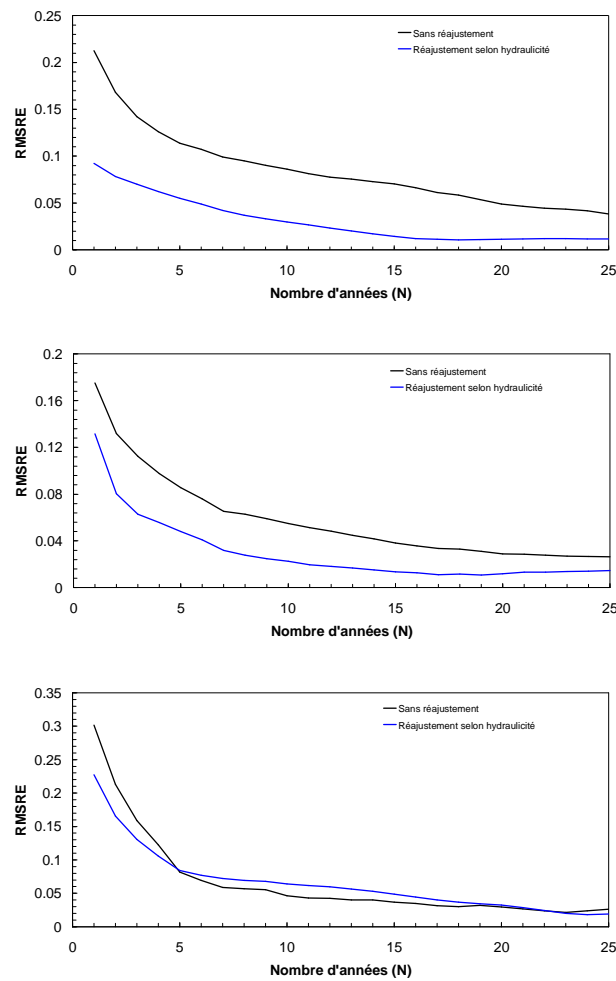 0.25
0.2
0.15
0.1
0.05
0
RMSRE
Sans réajustement
Réajustement selon hydraulicité
0 5 10 15 20 25
Nombre d'années (N)
0.2
0.16
0.12
0.08
0.04
0
RMSRE
Sans réajustement
Réajustement selon hydraulicité
0 5 10 15 20 25
Nombre d'années (N)
0.35
0.3
0.25
0.2
0.15
0.1
0.05
0
RMSRE
Sans réajustement
Réajustement selon hydraulicité
0 5 10 15 20 25
Nombre d'années (N)